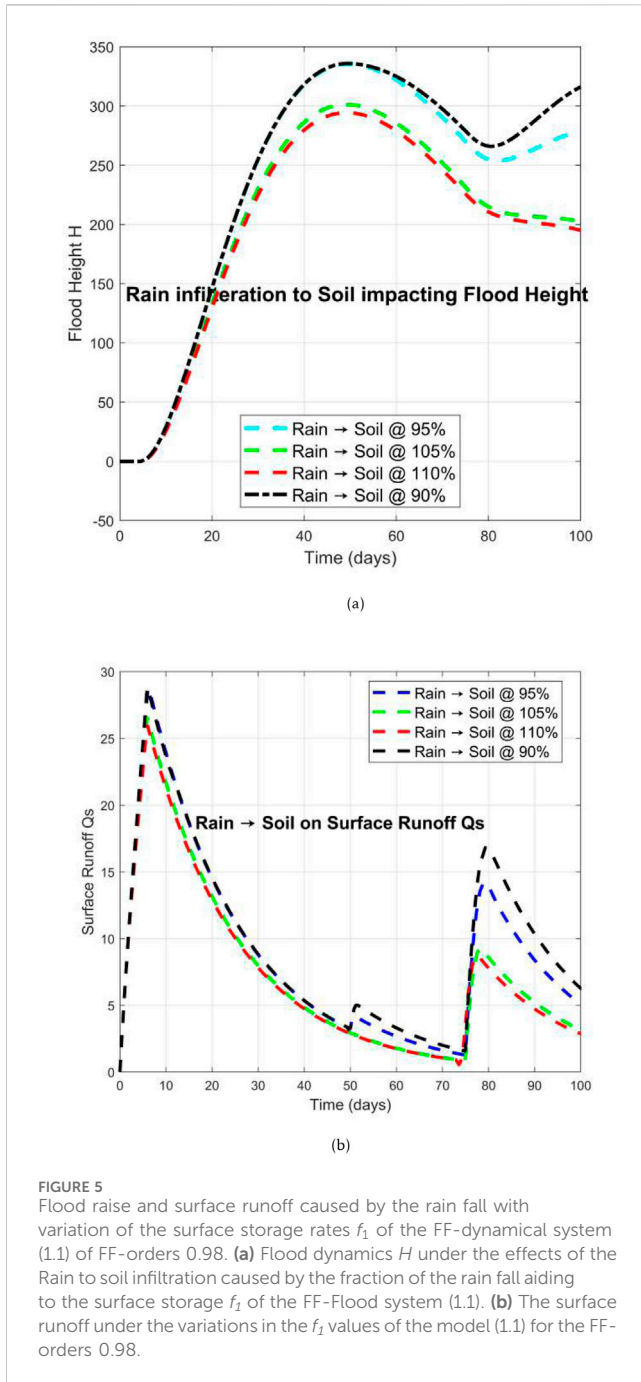 350
300
250
200
150
100
50
0
-50
Flood Height H
Rain infilteration to Soil impacting Flood Height
Rain → Soil @ 95%
Rain → Soil @ 105%
Rain → Soil @ 110%
Rain → Soil @ 90%
0 20 40 60 80 100
Time (days)
(a)
30
25
20
15
10
5
0
Surface Runoff Qs
Rain → Soil @ 95%
Rain → Soil @ 105%
Rain → Soil @ 110%
Rain → Soil @ 90%
Rain → Soil on Surface Runoff Qs
0 10 20 30 40 50 60 70 80 90 100
Time (days)
(b)
FIGURE 5
Flood raise and surface runoff caused by the rain fall with
variation of the surface storage rates f₁ of the FF-dynamical system
(1.1) of FF-orders 0.98. (a) Flood dynamics H under the effects of the
Rain to soil infiltration caused by the fraction of the rain fall aiding
to the surface storage f₁ of the FF-Flood system (1.1). (b) The surface
runoff under the variations in the f₁ values of the model (1.1) for the FF-
orders 0.98.